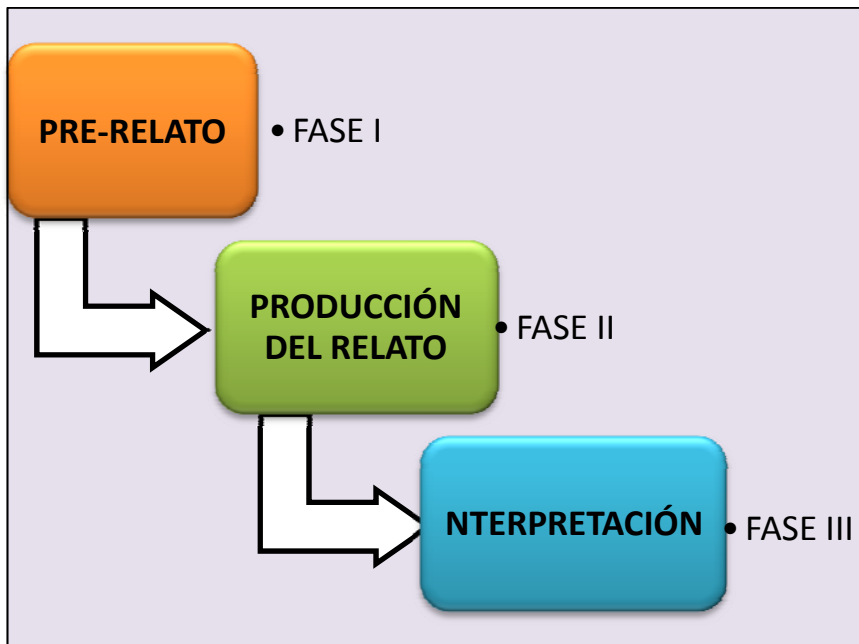 PRE-RELATO
• FASE I
PRODUCCIÓN
DEL RELATO
• FASE II
NTERPRETACIÓN
• FASE III